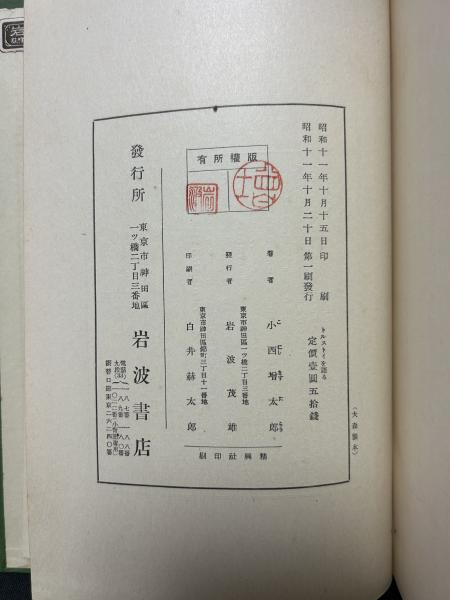 昭和十一年十月十五日印刷
昭和十一年十月二十日第一刷發行
トルストイを語る
定價壹圓五拾錢
版權所有
著者 小西增太郎
發行者 東京市神田區一ツ橋二丁目三番地
岩波茂雄
印刷者 東京市神田區錦町三丁目十一番地
白井赫太郎
精興社印刷
發行所
東京市神田區
一ツ橋二丁目三番地
岩波書店
(大森製本)